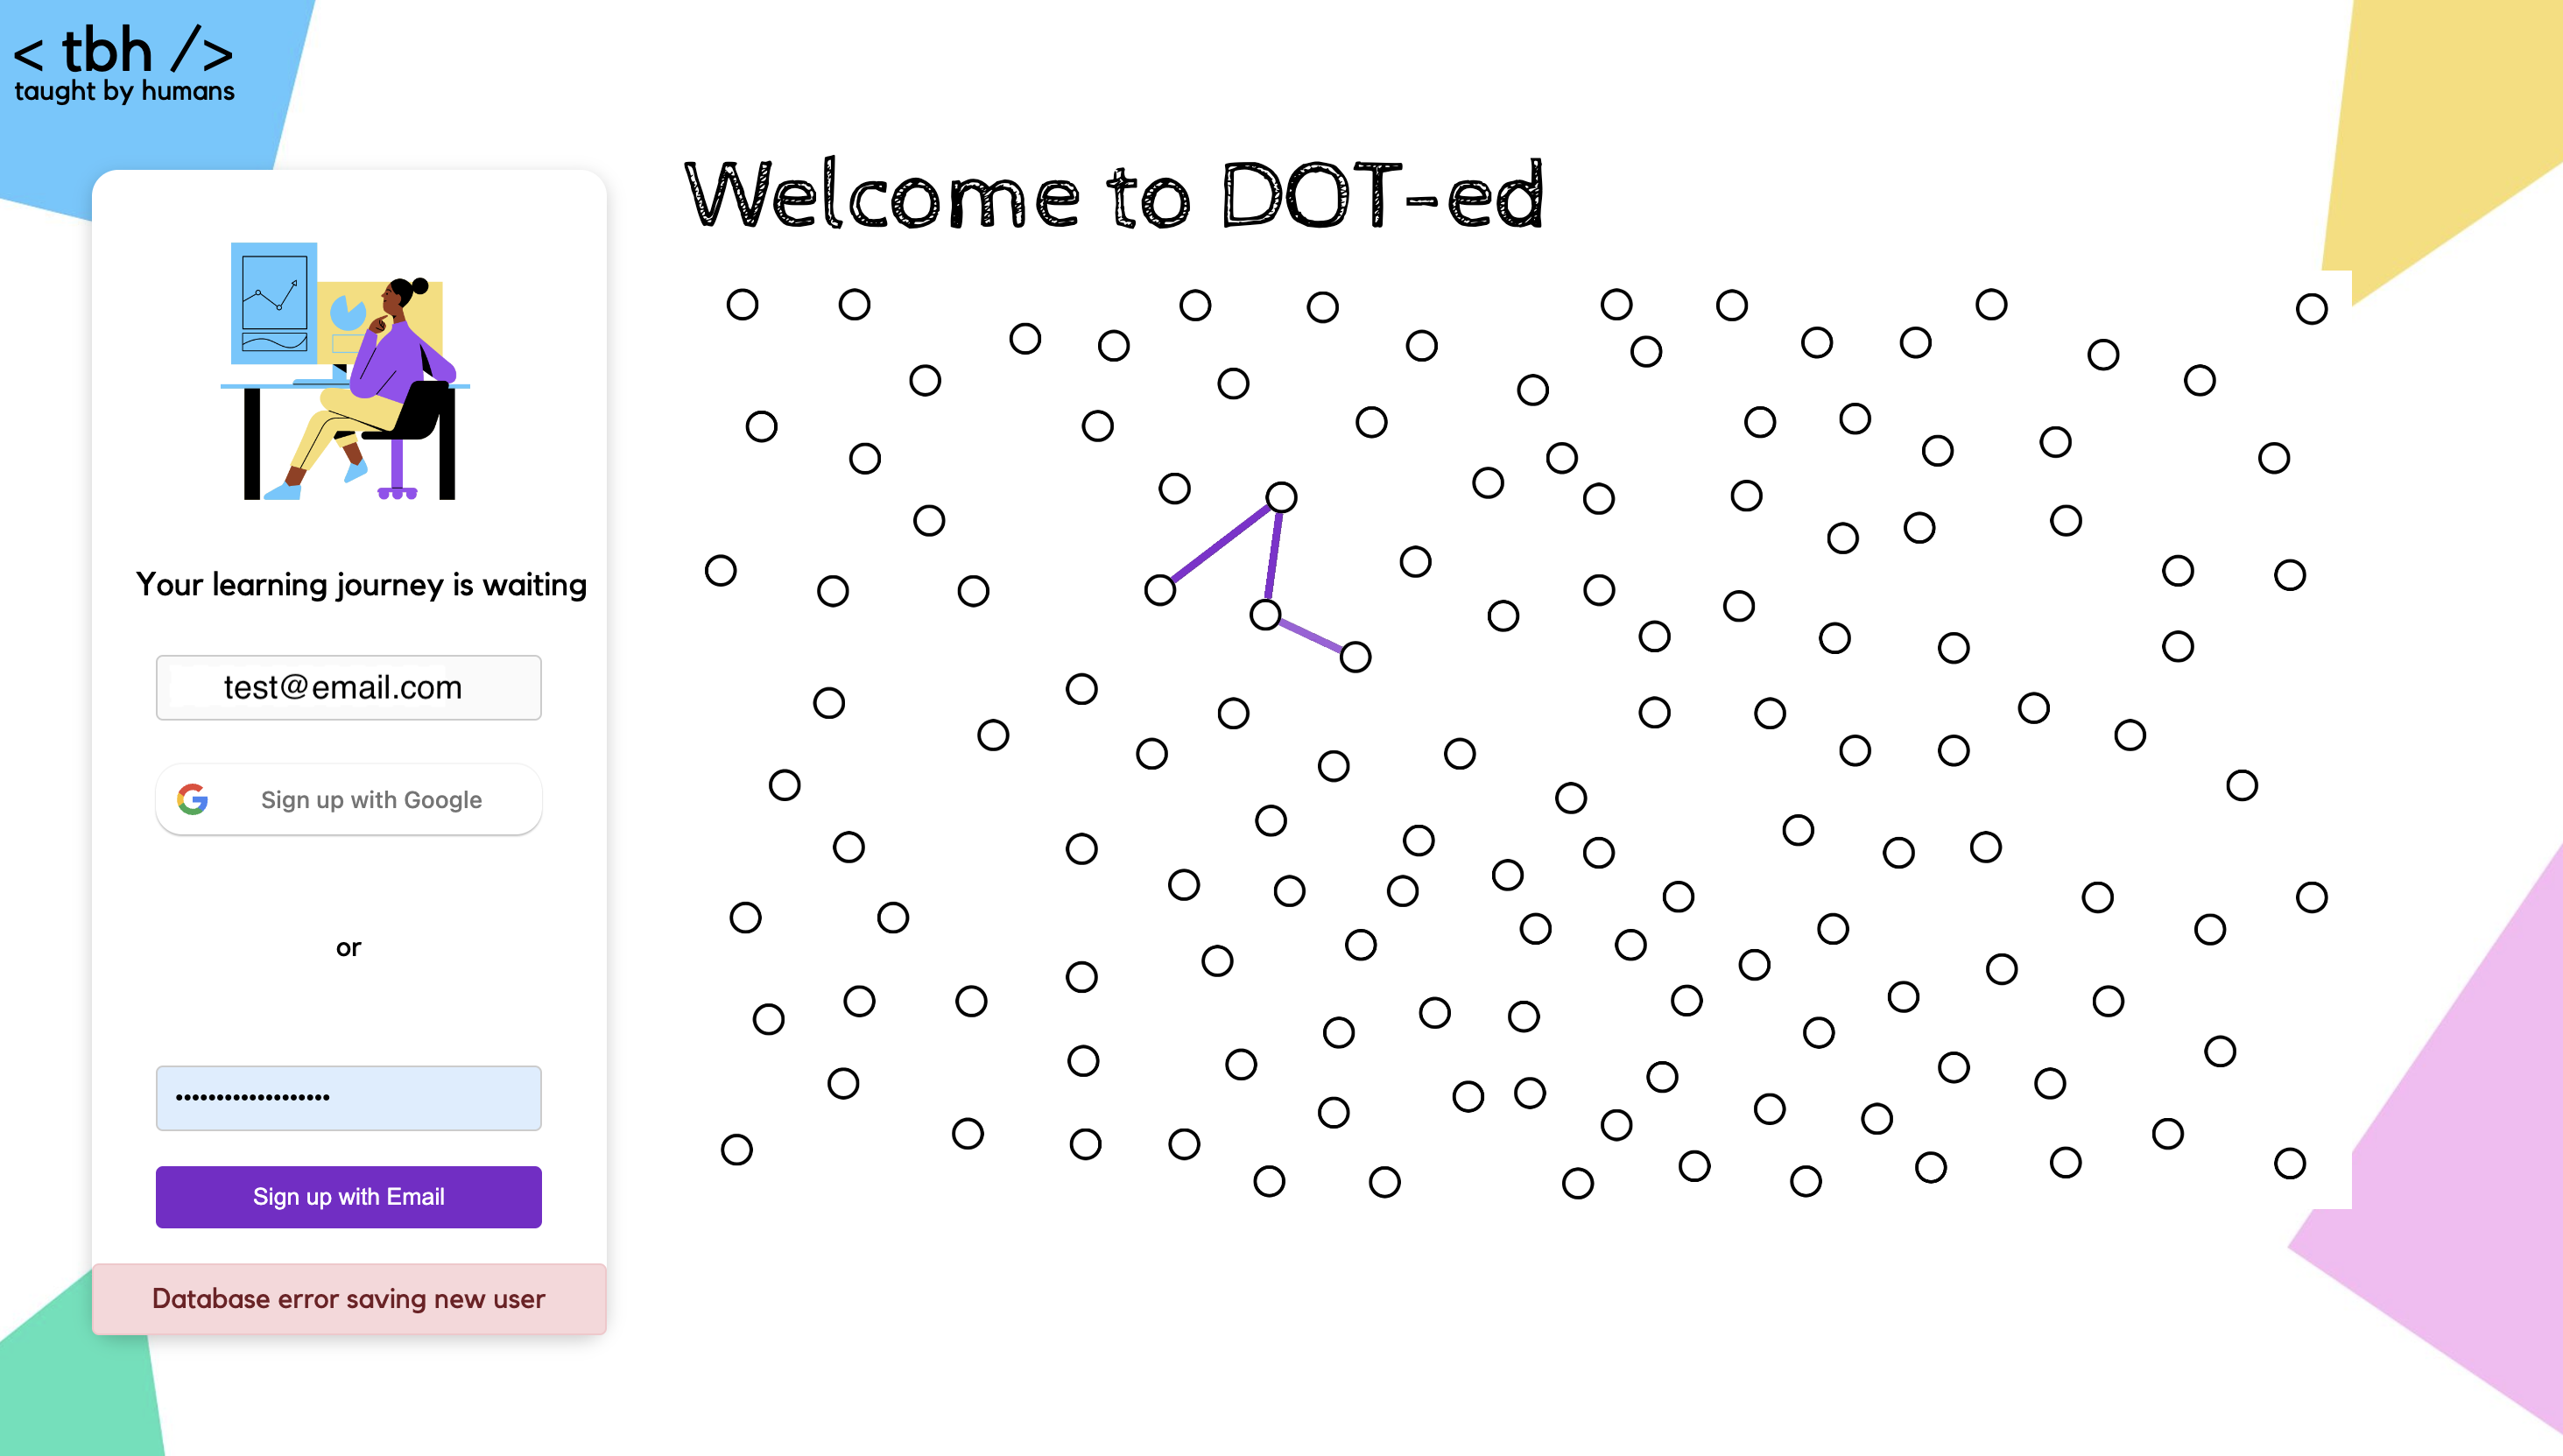 < tbh />
taught by humans
Welcome to DOT-ed
Your learning journey is waiting
test@email.com
Sign up with Google
or
•••••••••••••••••••
Sign up with Email
Database error saving new user